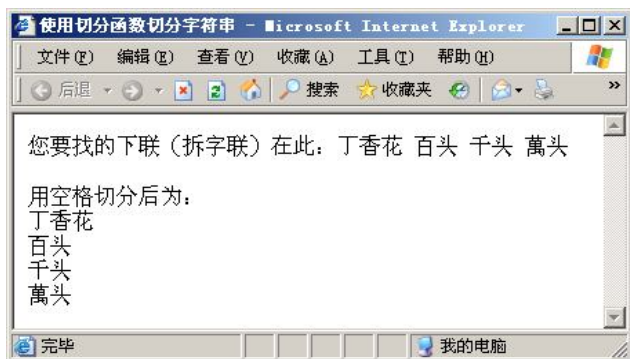 使用切分函数切分字符串 - Microsoft Internet Explorer
文件(F) 编辑(E) 查看(V) 收藏(A) 工具(T) 帮助(H)
后退 搜索 收藏夹 »
您要找的下联（拆字联）在此：丁香花 百头 千头 萬头
用空格切分后为：
丁香花
百头
千头
萬头
完毕 我的电脑